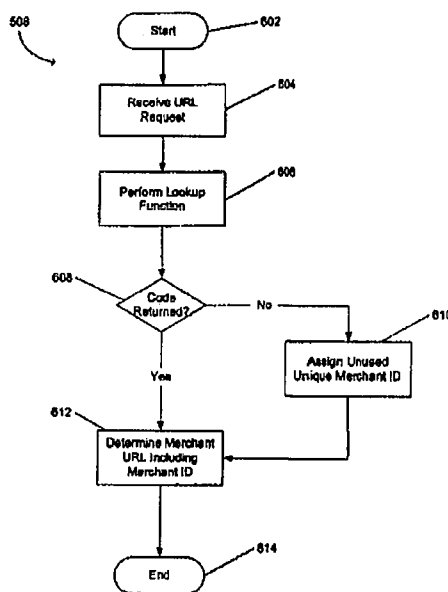 508
Start
602
Receive URL
Request
604
Perform Lookup
Function
606
608
Code
Returned?
No
610
Assign Unused
Unique Merchant ID
Yes
612
Determine Merchant
URL Including
Merchant ID
End
614